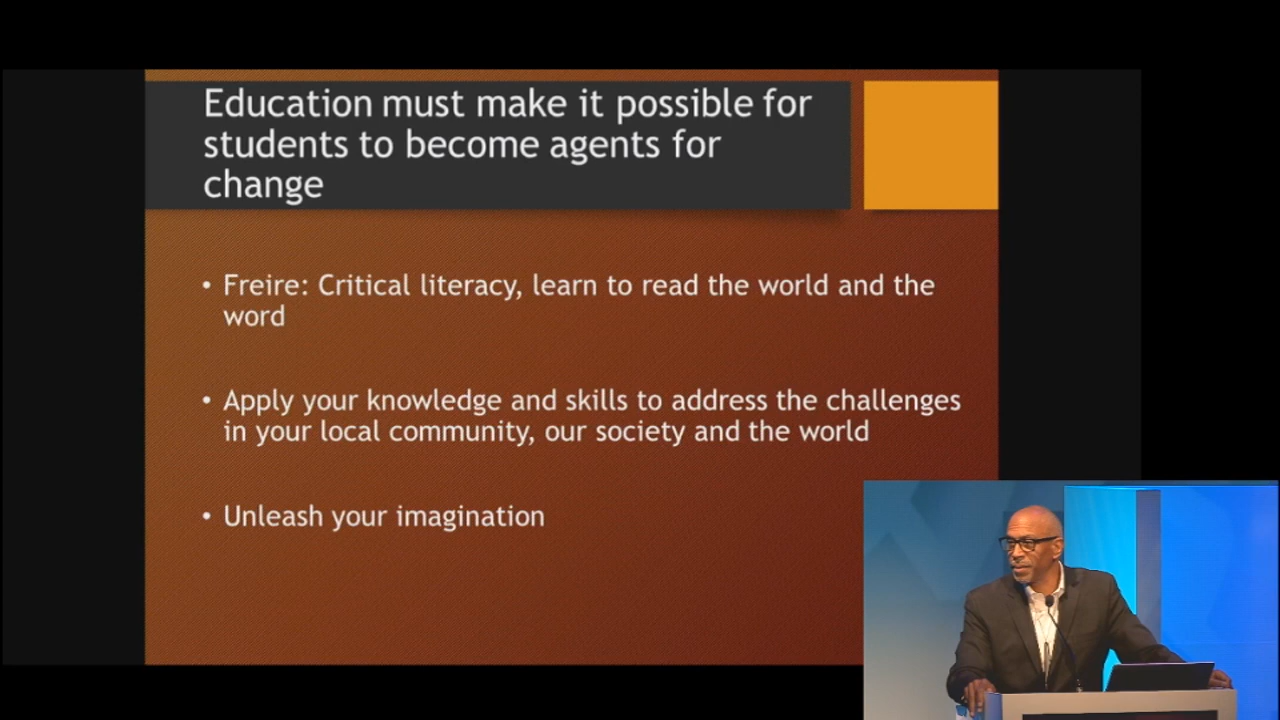 Education must make it possible for
students to become agents for
change
• Freire: Critical literacy, learn to read the world and the
word
• Apply your knowledge and skills to address the challenges
in your local community, our society and the world
• Unleash your imagination